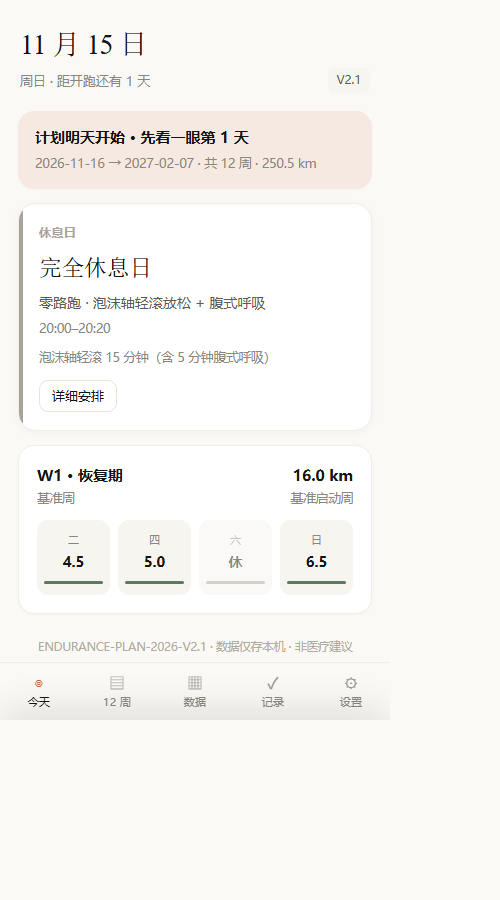 11 月 15 日
周日 · 距开跑还有 1 天
V2.1
计划明天开始 · 先看一眼第 1 天
2026-11-16 → 2027-02-07 · 共 12 周 · 250.5 km
休息日
完全休息日
零路跑 · 泡沫轴轻滚放松 + 腹式呼吸
20:00–20:20
泡沫轴轻滚 15 分钟（含 5 分钟腹式呼吸）
详细安排
W1 · 恢复期
16.0 km
基准周
基准启动周
二
四
六
日
4.5
5.0
休
6.5
ENDURANCE-PLAN-2026-V2.1 · 数据仅存本机 · 非医疗建议
今天
12 周
数据
记录
设置